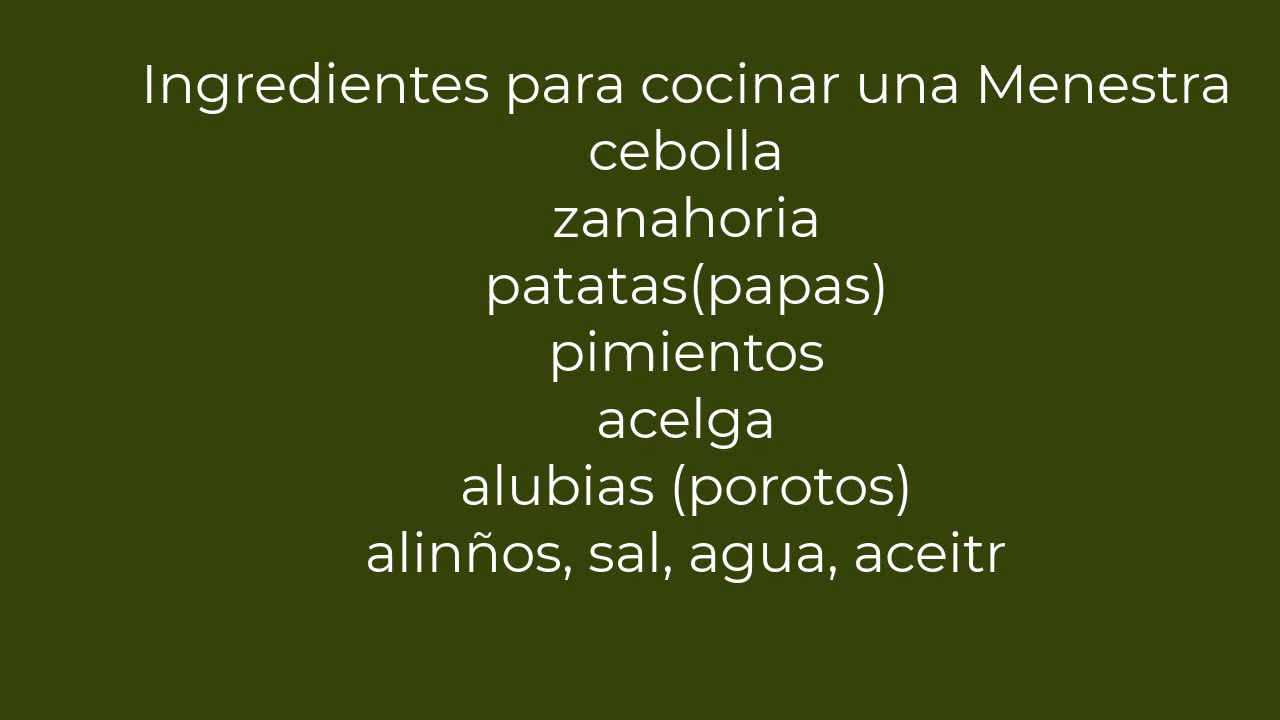 Ingredientes para cocinar una Menestra
cebolla
zanahoria
patatas(papas)
pimientos
acelga
alubias (porotos)
alinños, sal, agua, aceitr